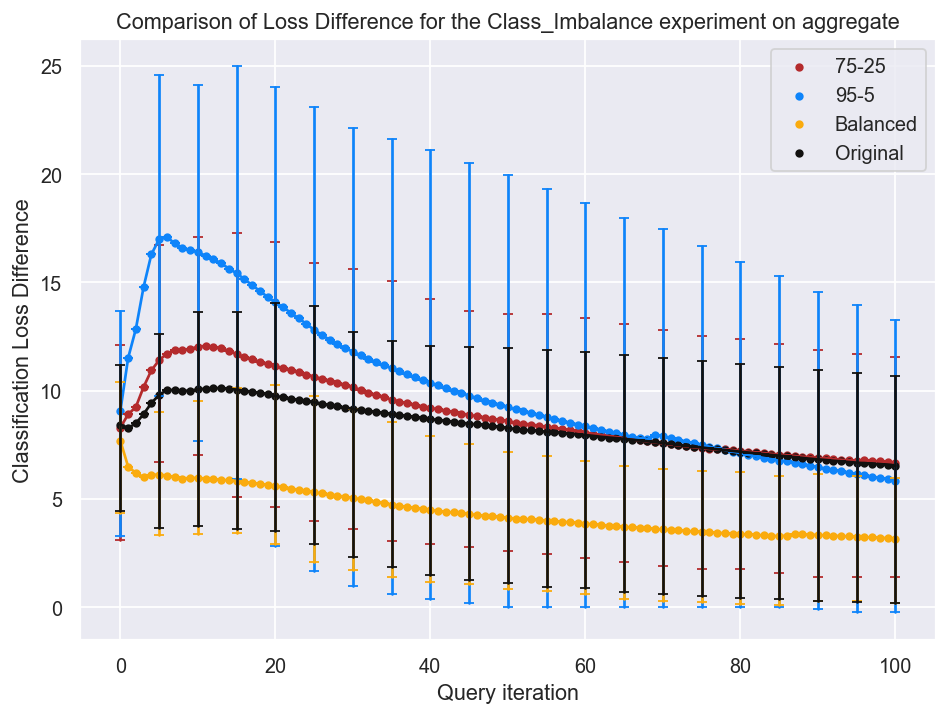 Comparison of Loss Difference for the Class_Imbalance experiment on aggregate
75-25
95-5
Balanced
Original
Classification Loss Difference
25
20
15
10
5
0
0 20 40 60 80 100
Query iteration